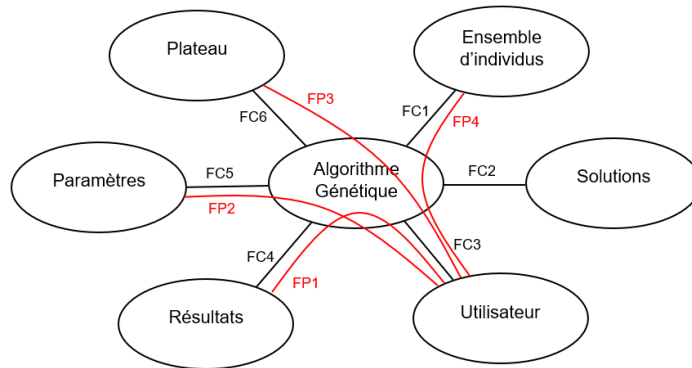 Plateau
Ensemble
d'individus
FP3
FC1
FC6
FP4
Algorithme
Génétique
Paramètres
FC5
FC2
Solutions
FP2
FC4
FC3
FP1
Résultats
Utilisateur